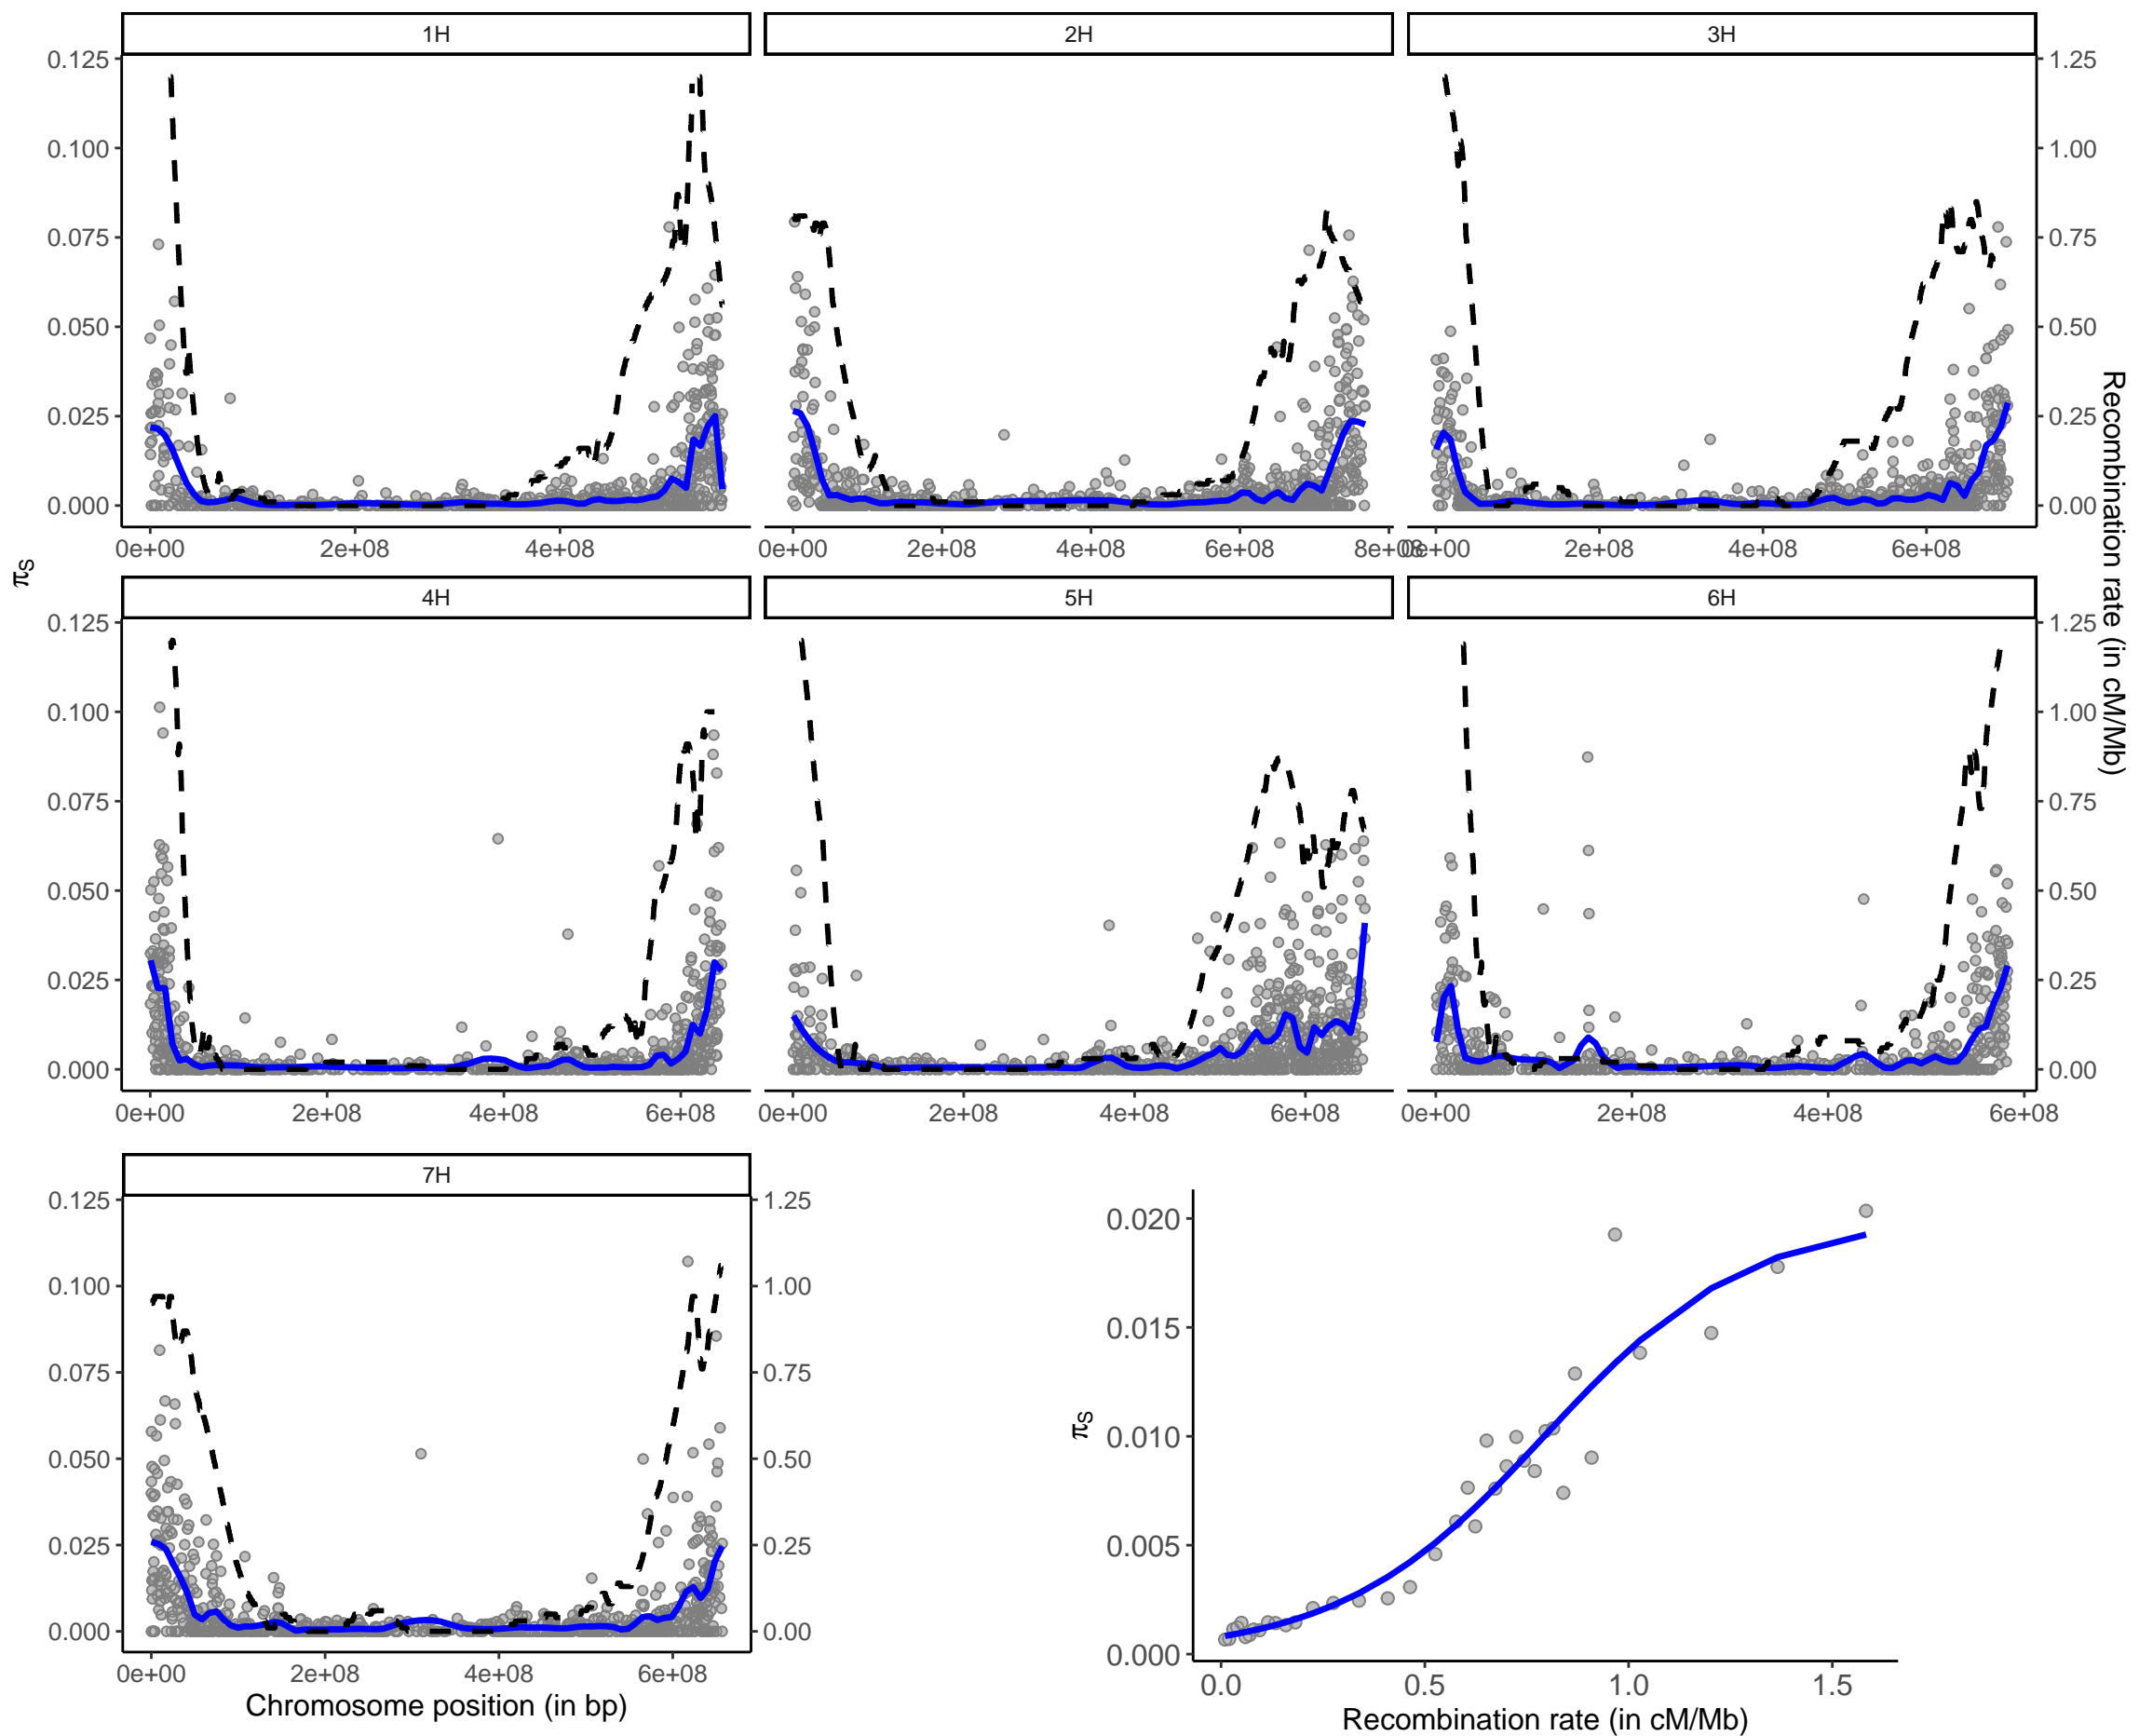 1H 2H 3H
0.125 1.25
0.100 1.00
0.075 0.75
0.050 0.50
0.025 0.25
0.000 0.00
0e+00 2e+08 4e+08 0e+00 2e+08 4e+08 6e+08 8e+08 0e+00 2e+08 4e+08 6e+08
πS
Recombination rate (in cM/Mb)
4H 5H 6H
0.125 1.25
0.100 1.00
0.075 0.75
0.050 0.50
0.025 0.25
0.000 0.00
0e+00 2e+08 4e+08 6e+08 0e+00 2e+08 4e+08 6e+08 0e+00 2e+08 4e+08 6e+08
7H
0.125 1.25
0.100 1.00
0.075 0.75
0.050 0.50
0.025 0.25
0.000 0.00
0e+00 2e+08 4e+08 6e+08
Chromosome position (in bp)
0.020
0.015
0.010
0.005
0.000
πS
0.0 0.5 1.0 1.5
Recombination rate (in cM/Mb)